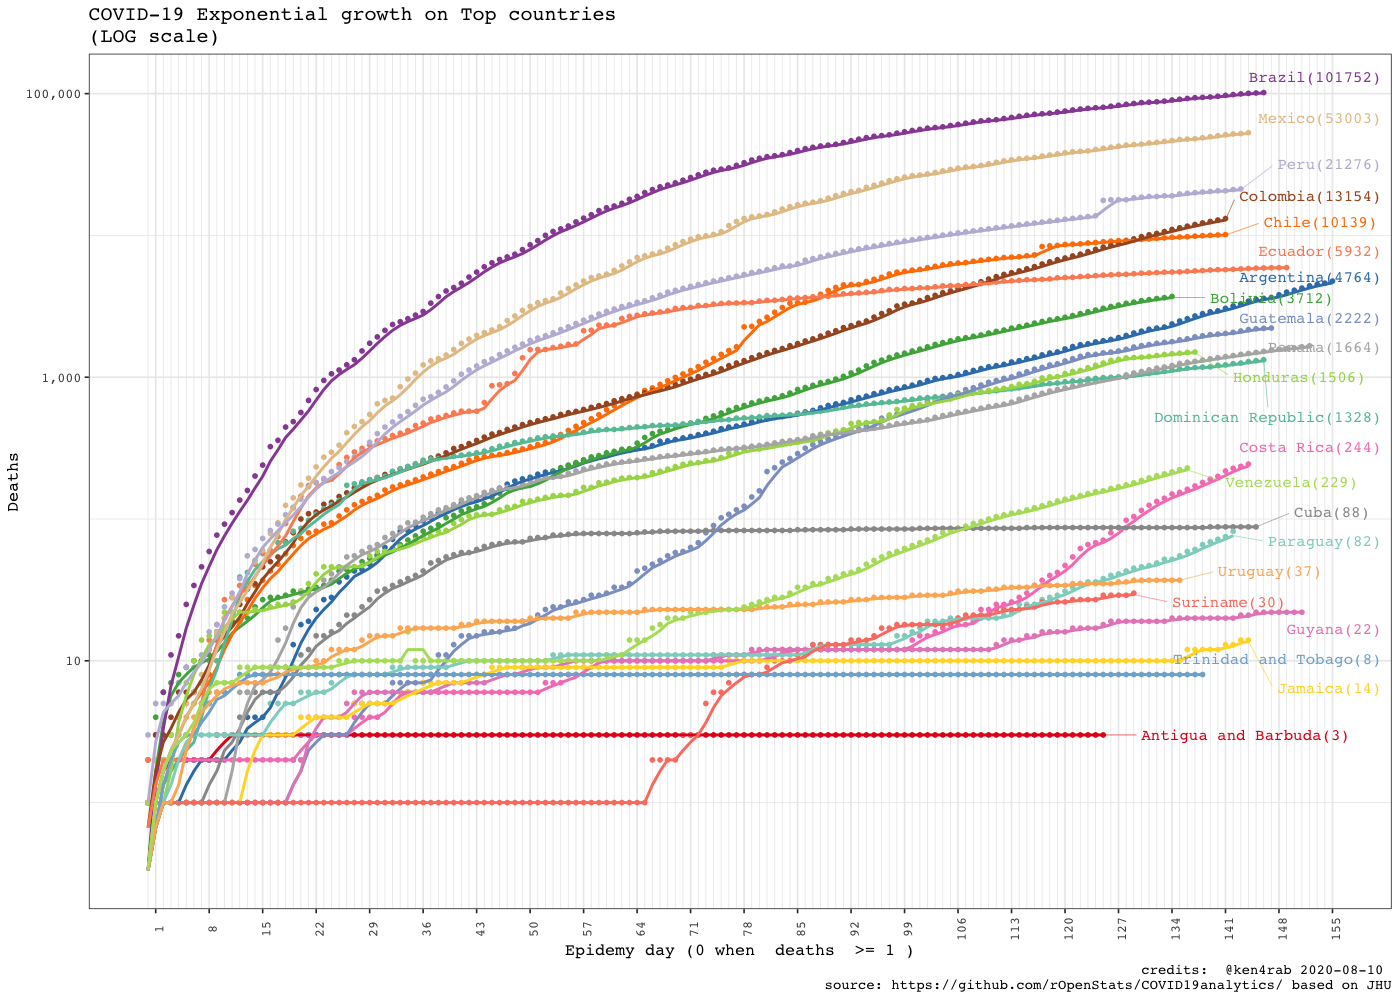 COVID-19 Exponential growth on Top countries
(LOG scale)
Deaths
100,000
1,000
10
Brazil(101752)
Mexico(53003)
Peru(21276)
Colombia(13154)
Chile(10139)
Ecuador(5932)
Argentina(4764)
Bolivia(3712)
Guatemala(2222)
Panama(1664)
Honduras(1506)
Dominican Republic(1328)
Costa Rica(244)
Venezuela(229)
Cuba(88)
Paraguay(82)
Uruguay(37)
Suriname(30)
Guyana(22)
Trinidad and Tobago(8)
Jamaica(14)
Antigua and Barbuda(3)
1 8 15 22 29 36 43 50 57 64 71 78 85 92 99 106 113 120 127 134 141 148 155
Epidemy day (0 when  deaths  >= 1 )
credits:  @ken4rab 2020-08-10
source: https://github.com/rOpenStats/COVID19analytics/ based on JHU